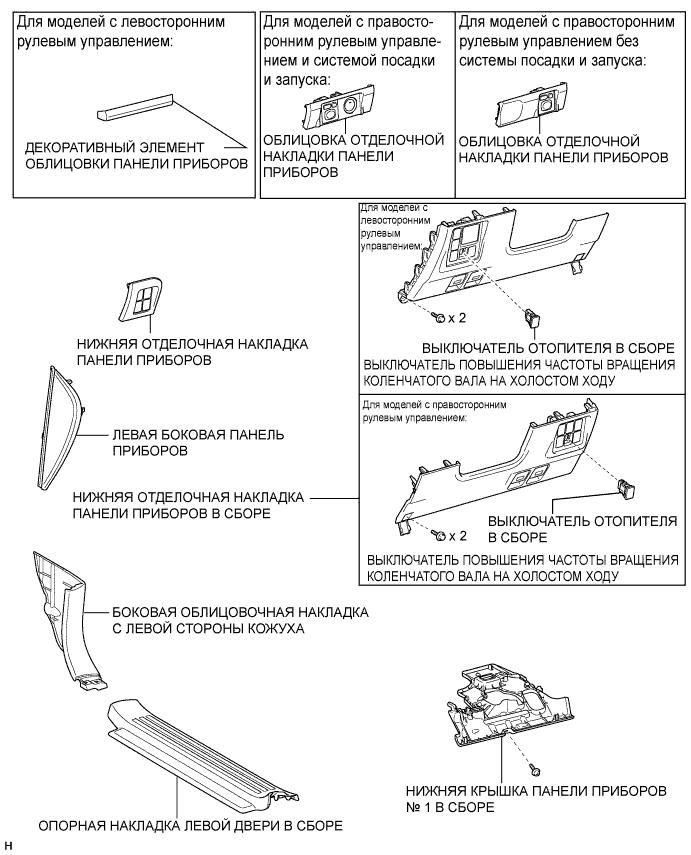 Для моделей с левосторонним
рулевым управлением:
ДЕКОРАТИВНЫЙ ЭЛЕМЕНТ
ОБЛИЦОВКИ ПАНЕЛИ ПРИБОРОВ
Для моделей с правосто-
ронним рулевым управле-
нием и системой посадки
и запуска:
ОБЛИЦОВКА ОТДЕЛОЧНОЙ
НАКЛАДКИ ПАНЕЛИ
ПРИБОРОВ
Для моделей с правосторонним
рулевым управлением без
системы посадки и запуска:
ОБЛИЦОВКА ОТДЕЛОЧНОЙ
НАКЛАДКИ ПАНЕЛИ ПРИБОРОВ
Для моделей с
левосторонним
рулевым
управлением:
x 2
ВЫКЛЮЧАТЕЛЬ ОТОПИТЕЛЯ В СБОРЕ
ВЫКЛЮЧАТЕЛЬ ПОВЫШЕНИЯ ЧАСТОТЫ ВРАЩЕНИЯ
КОЛЕНЧАТОГО ВАЛА НА ХОЛОСТОМ ХОДУ
НИЖНЯЯ ОТДЕЛОЧНАЯ НАКЛАДКА
ПАНЕЛИ ПРИБОРОВ
ЛЕВАЯ БОКОВАЯ ПАНЕЛЬ
ПРИБОРОВ
НИЖНЯЯ ОТДЕЛОЧНАЯ НАКЛАДКА
ПАНЕЛИ ПРИБОРОВ В СБОРЕ
Для моделей с правосторонним
рулевым управлением:
x 2
ВЫКЛЮЧАТЕЛЬ ОТОПИТЕЛЯ
В СБОРЕ
ВЫКЛЮЧАТЕЛЬ ПОВЫШЕНИЯ ЧАСТОТЫ ВРАЩЕНИЯ
КОЛЕНЧАТОГО ВАЛА НА ХОЛОСТОМ ХОДУ
БОКОВАЯ ОБЛИЦОВОЧНАЯ НАКЛАДКА
С ЛЕВОЙ СТОРОНЫ КОЖУХА
ОПОРНАЯ НАКЛАДКА ЛЕВОЙ ДВЕРИ В СБОРЕ
НИЖНЯЯ КРЫШКА ПАНЕЛИ ПРИБОРОВ
№ 1 В СБОРЕ
H